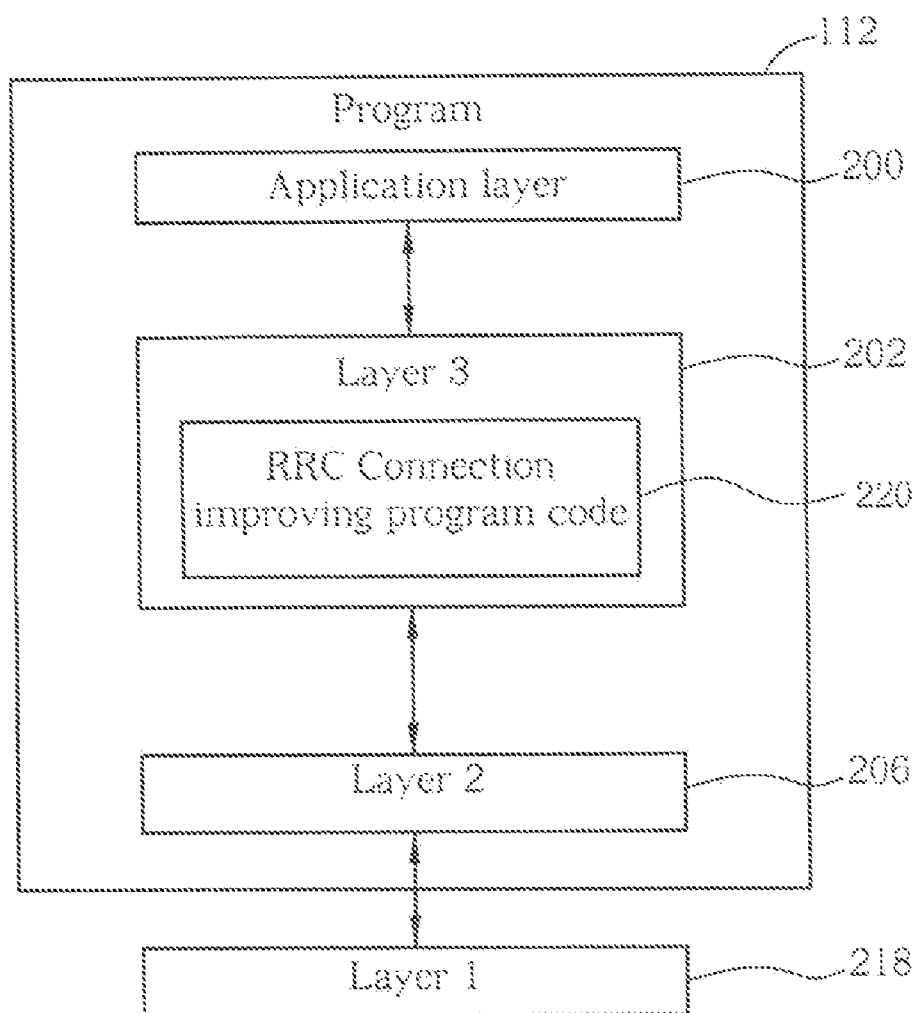 112
Program
Application layer
200
Layer 3
202
RRC Connection
improving program code
220
Layer 2
206
Layer 1
218